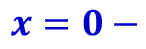 x = 0 –